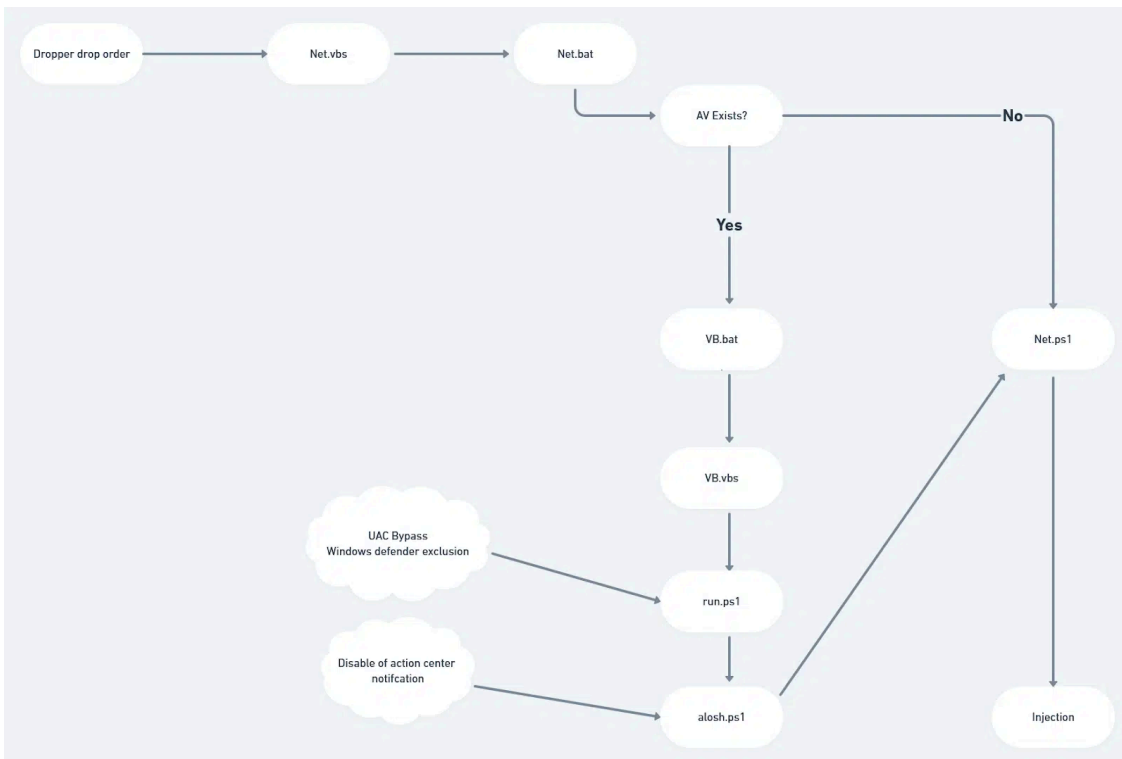 Dropper drop order
Net.vbs
Net.bat
AV Exists?
No
Yes
VB.bat
Net.ps1
VB.vbs
UAC Bypass
Windows defender exclusion
run.ps1
Disable of action center
notifcation
alosh.ps1
Injection